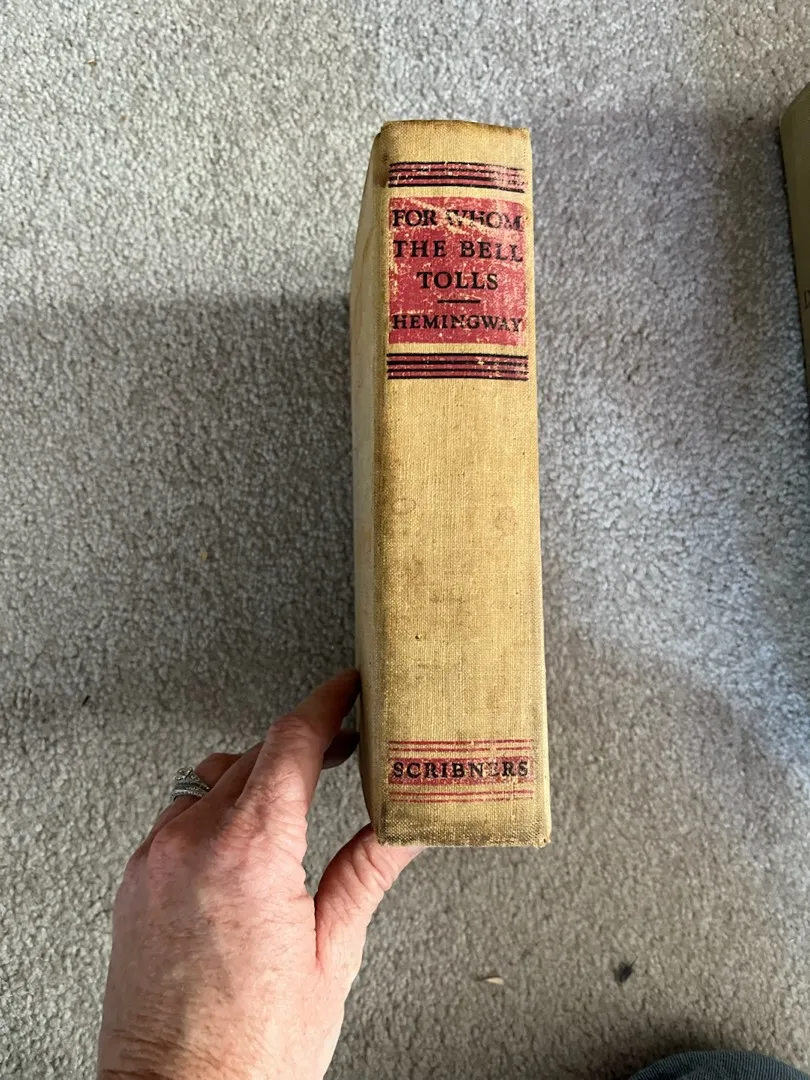 FOR WHOM
THE BELL
TOLLS
HEMINGWAY
SCRIBNERS